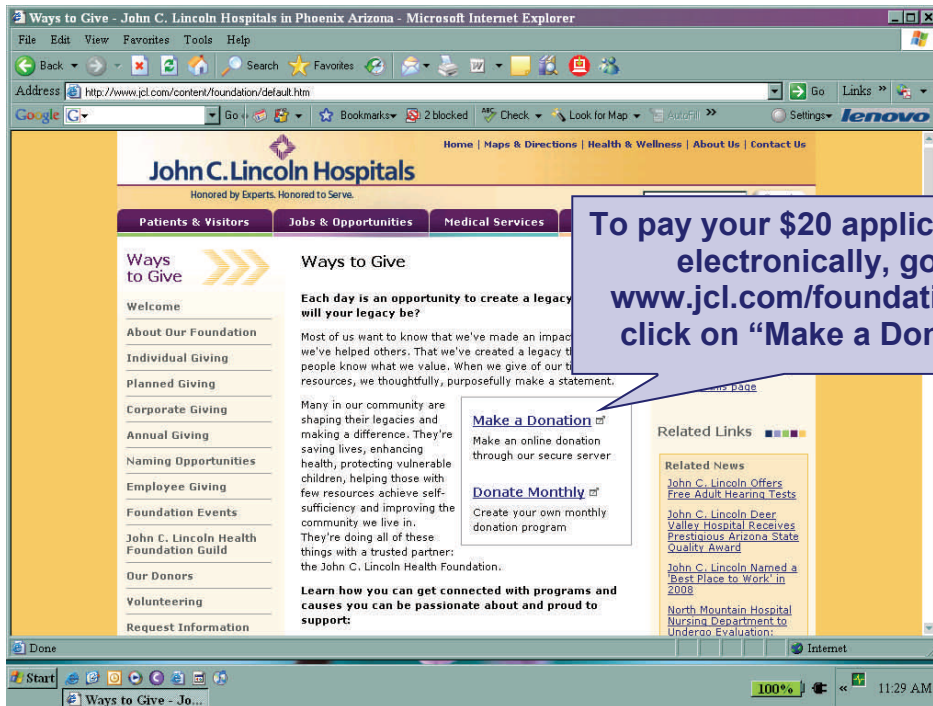 Ways to Give - John C. Lincoln Hospitals in Phoenix Arizona - Microsoft Internet Explorer
File Edit View Favorites Tools Help
Back Search Favorites
Address http://www.jcl.com/content/foundation/default.htm Go Links »
Google G Go Bookmarks 2 blocked ABC Check Look for Map AutoFill » Settings lenovo
Home | Maps & Directions | Health & Wellness | About Us | Contact Us
John C. Lincoln Hospitals
Honored by Experts. Honored to Serve.
Patients & Visitors Jobs & Opportunities Medical Services
To pay your $20 applic
electronically, go
www.jcl.com/foundati
click on “Make a Don
Ways
to Give
Welcome
About Our Foundation
Individual Giving
Planned Giving
Corporate Giving
Annual Giving
Naming Opportunities
Employee Giving
Foundation Events
John C. Lincoln Health
Foundation Guild
Our Donors
Volunteering
Request Information
Ways to Give
Each day is an opportunity to create a legacy
will your legacy be?
Most of us want to know that we've made an impac
we've helped others. That we've created a legacy
people know what we value. When we give of our
resources, we thoughtfully, purposefully make a statement.
Many in our community are
shaping their legacies and
making a difference. They're
saving lives, enhancing
health, protecting vulnerable
children, helping those with
few resources achieve self-
sufficiency and improving the
community we live in.
They're doing all of these
things with a trusted partner:
the John C. Lincoln Health Foundation.
Make a Donation
Make an online donation
through our secure server
Donate Monthly
Create your own monthly
donation program
Learn how you can get connected with programs and
causes you can be passionate about and proud to
support:
this page
Related Links
Related News
John C. Lincoln Offers
Free Adult Hearing Tests
John C. Lincoln Deer
Valley Hospital Receives
Prestigious Arizona State
Quality Award
John C. Lincoln Named a
'Best Place to Work' in
2008
North Mountain Hospital
Nursing Department to
Undergo Evaluation:
Done Internet
Start
Ways to Give - Jo...
100% « 11:29 AM